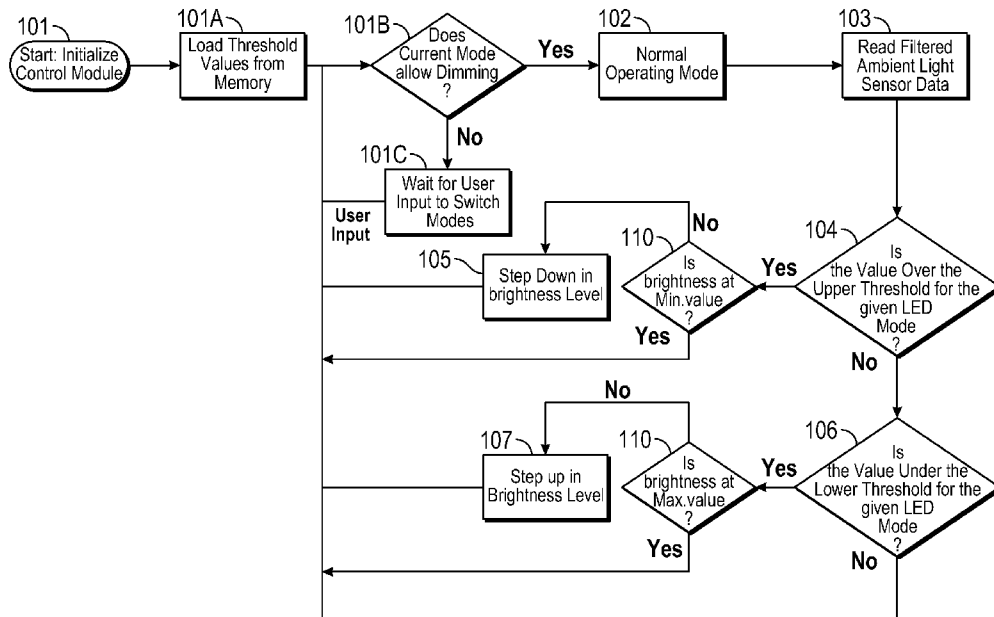 101
Start: Initialize
Control Module
101A
Load Threshold
Values from
Memory
101B
Does
Current Mode
allow Dimming
?
Yes
No
102
Normal
Operating Mode
103
Read Filtered
Ambient Light
Sensor Data
101C
Wait for User
Input to Switch
Modes
User
Input
104
Is
the Value Over the
Upper Threshold for the
given LED
Mode
?
Yes
No
110
Is
brightness at
Min.value
?
No
Yes
105
Step Down in
brightness Level
106
Is
the Value Under the
Lower Threshold for the
given LED
Mode
?
Yes
No
110
Is
brightness at
Max.value
?
No
Yes
107
Step up in
Brightness Level